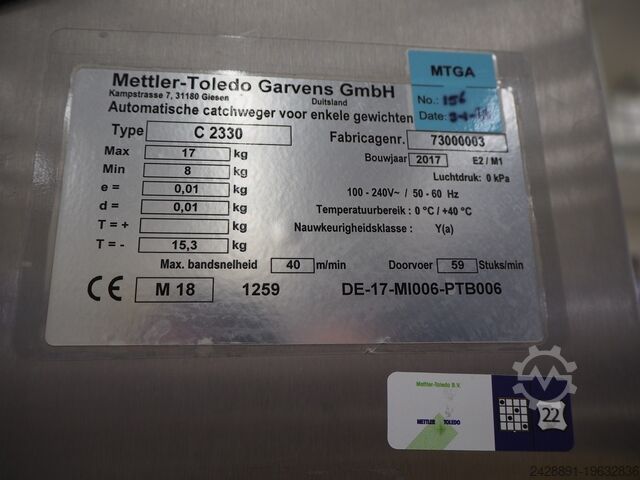 Mettler-Toledo Garvens GmbH
Kampstrasse 7, 31180 Giesen Duitsland
Automatische catchweger voor enkele gewichten
Type C 2330 Fabricagenr. 73000003
Max 17 kg Bouwjaar 2017 E2 / M1
Min 8 kg Luchtdruk: 0 kPa
e = 0,01 kg 100 - 240V~ / 50 - 60 Hz
d = 0,01 kg Temperatuurbereik : 0 °C / +40 °C
T = + kg Nauwkeurigheidsklasse : Y(a)
T = - 15,3 kg
Max. bandsnelheid 40 m/min Doorvoer 59 Stuks/min
CE M 18 1259 DE-17-MI006-PTB006
MTGA
No.: 156
Date:
Mettler-Toledo B.V.
METTLER TOLEDO
22
2428891-19632836